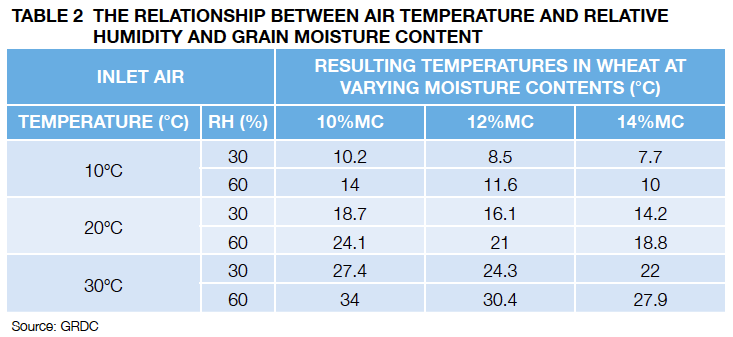 TABLE 2 THE RELATIONSHIP BETWEEN AIR TEMPERATURE AND RELATIVE
HUMIDITY AND GRAIN MOISTURE CONTENT
INLET AIR
RESULTING TEMPERATURES IN WHEAT AT
VARYING MOISTURE CONTENTS (°C)
TEMPERATURE (°C) RH (%) 10%MC 12%MC 14%MC
10ºC
30 10.2 8.5 7.7
60 14 11.6 10
20ºC
30 18.7 16.1 14.2
60 24.1 21 18.8
30ºC
30 27.4 24.3 22
60 34 30.4 27.9
Source: GRDC